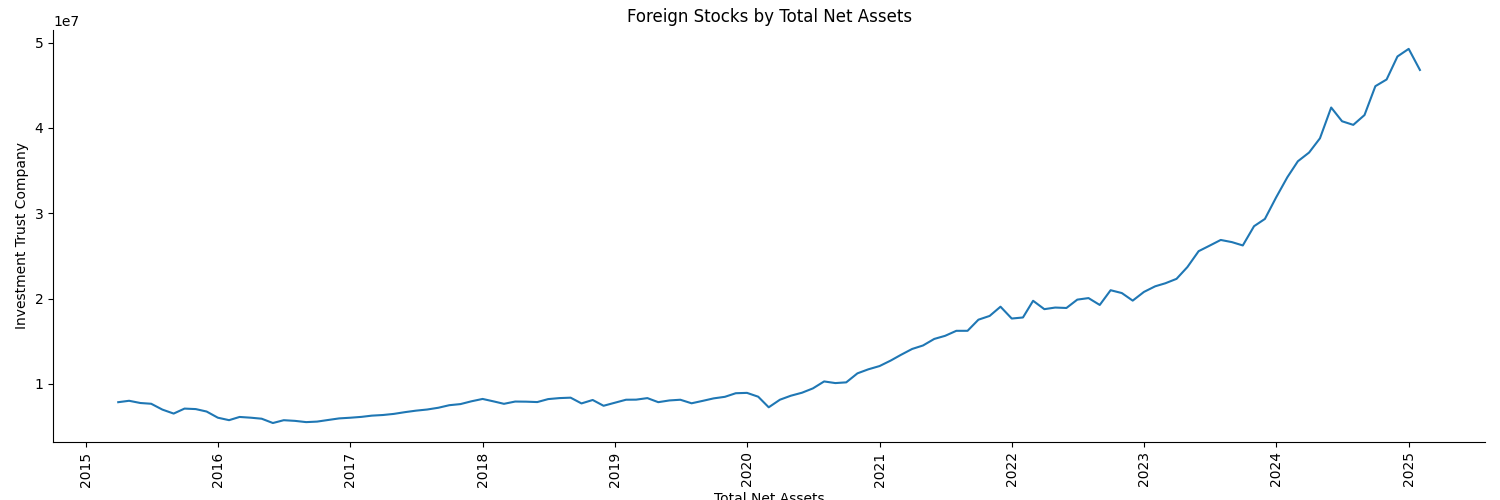 Foreign Stocks by Total Net Assets
1e7
5
4
3
2
1
Investment Trust Company
2015 2016 2017 2018 2019 2020 2021 2022 2023 2024 2025
Total Net Assets